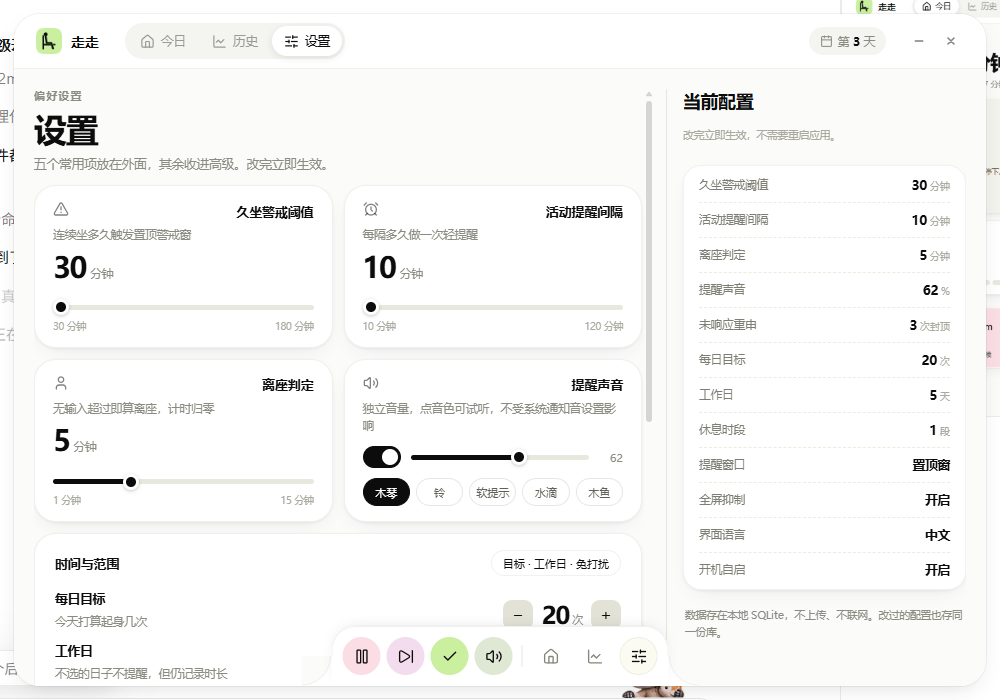 走走
今日
历史
设置
第 3 天
偏好设置
设置
五个常用项放在外面，其余收进高级。改完立即生效。
久坐警戒阈值
连续坐多久触发置顶警戒窗
30 分钟
30 分钟
180 分钟
活动提醒间隔
每隔多久做一次轻提醒
10 分钟
10 分钟
120 分钟
离座判定
无输入超过即算离座，计时归零
5 分钟
1 分钟
15 分钟
提醒声音
独立音量，点音色可试听，不受系统通知音设置影
响
62
木琴
铃
软提示
水滴
木鱼
时间与范围
目标 · 工作日 · 免打扰
每日目标
今天打算起身几次
− 20 次 +
工作日
不选的日子不提醒，但仍记录时长
当前配置
改完立即生效，不需要重启应用。
久坐警戒阈值 30 分钟
活动提醒间隔 10 分钟
离座判定 5 分钟
提醒声音 62 %
未响应重申 3 次封顶
每日目标 20 次
工作日 5 天
休息时段 1 段
提醒窗口 置顶窗
全屏抑制 开启
界面语言 中文
开机自启 开启
数据存在本地 SQLite，不上传、不联网。改过的配置也存同
一份库。
走走
今日
历史